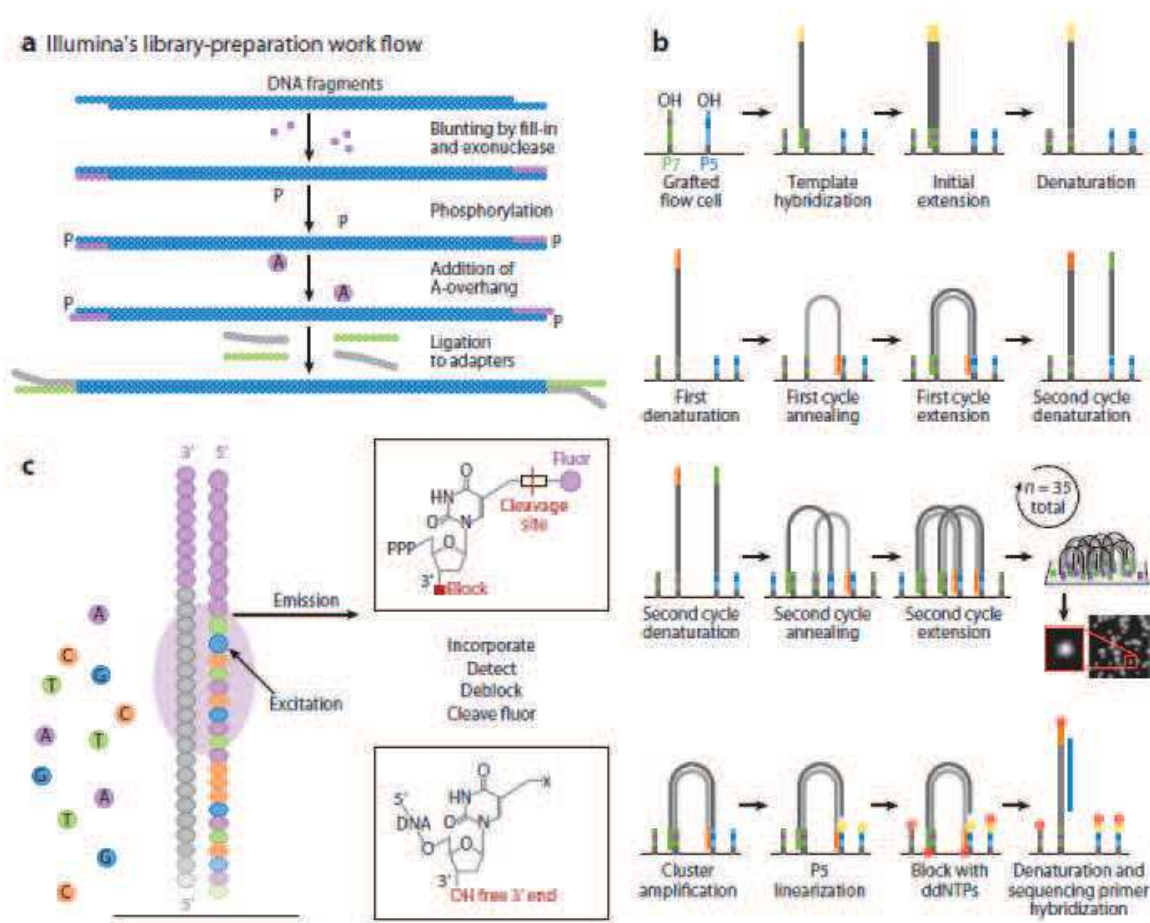 a Illumina's library-preparation work flow
DNA fragments
Blunting by fill-in
and exonuclease
P
Phosphorylation
P
P
P
A
Addition of
A-overhang
A
P
P
Ligation
to adapters
b
OH
OH
P7
P5
Grafted
flow cell
Template
hybridization
Initial
extension
Denaturation
First
denaturation
First cycle
annealing
First cycle
extension
Second cycle
denaturation
Second cycle
denaturation
Second cycle
annealing
Second cycle
extension
n = 35
total
Cluster
amplification
P5
linearization
Block with
ddNTPs
Denaturation and
sequencing primer
hybridization
c
3'
5'
A
C
G
T
C
A
T
G
A
T
G
C
5'
Emission
Excitation
O
HN
O
N
Fluor
Cleavage
site
PPP
O
3'
Block
Incorporate
Detect
Deblock
Cleave fluor
O
X
HN
5'
DNA
O
N
O
O
3'
OH free 3' end